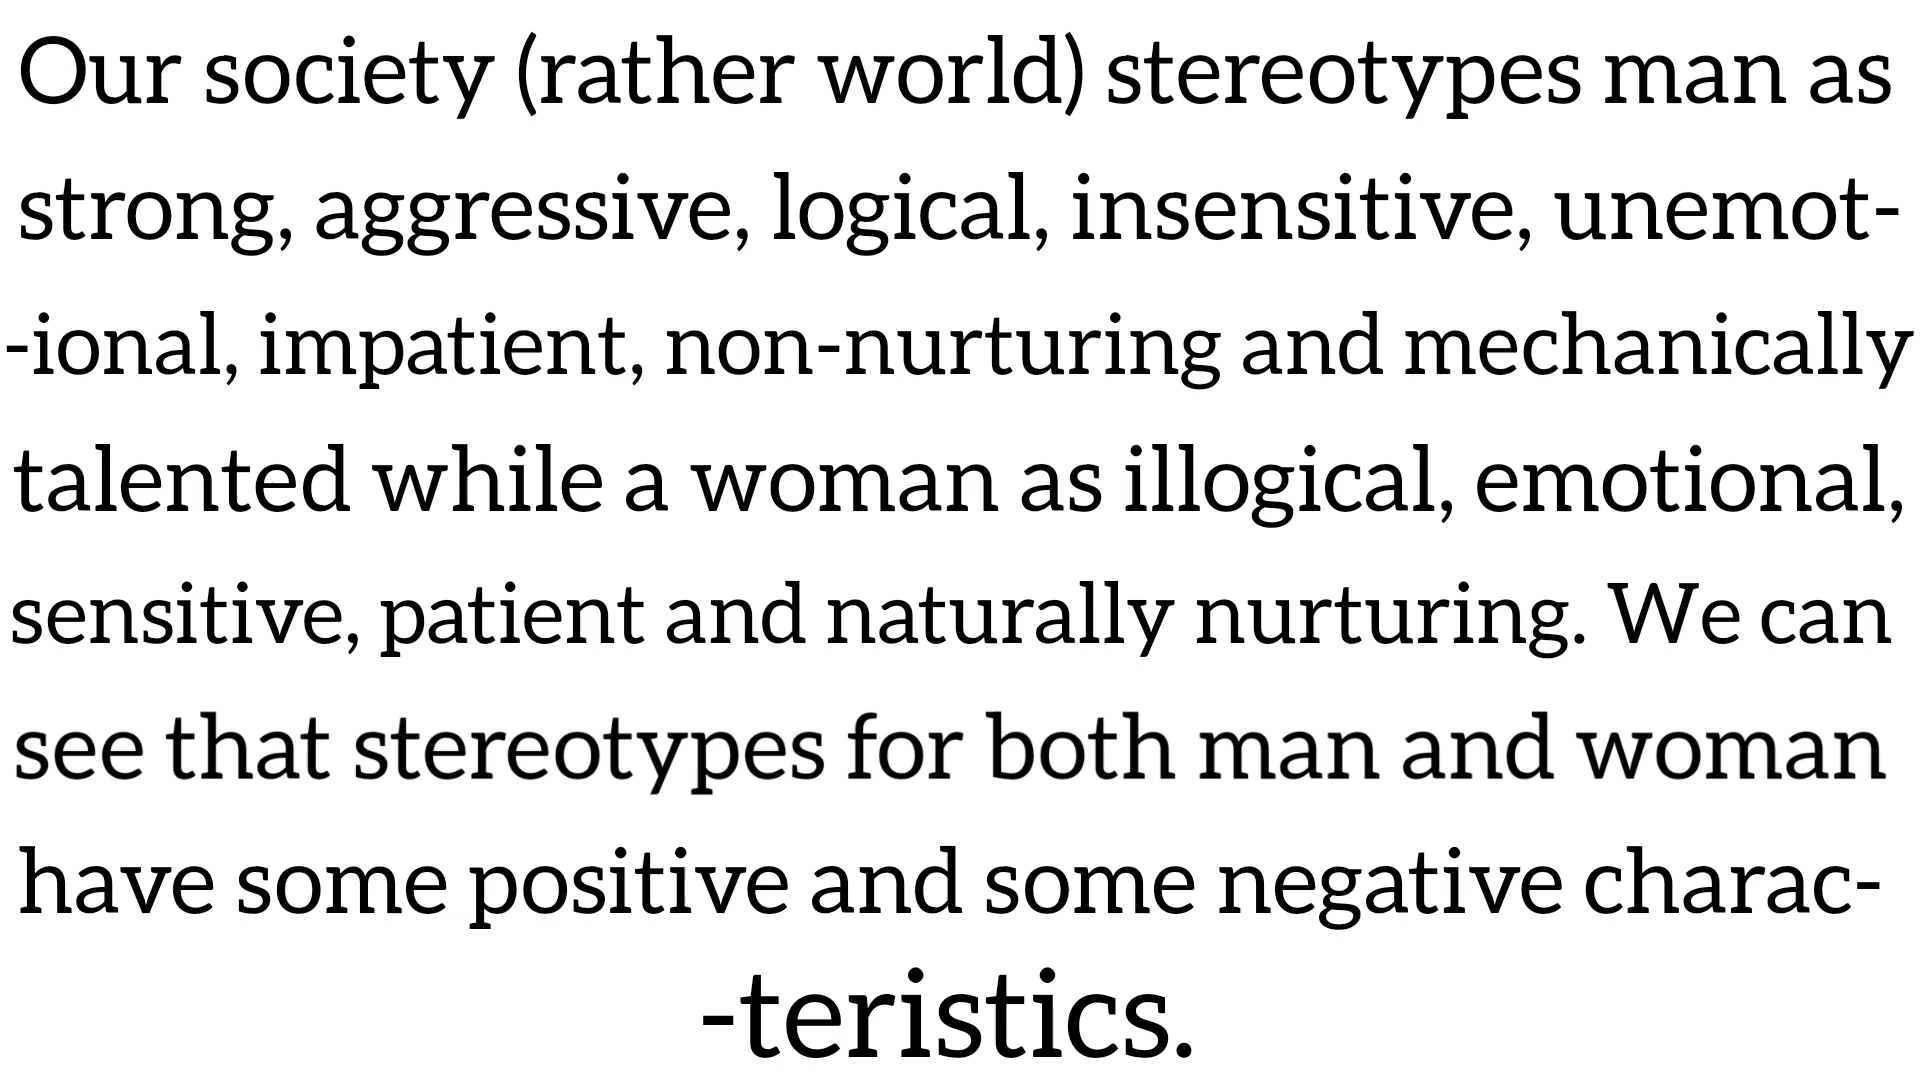 Our society (rather world) stereotypes man as
strong, aggressive, logical, insensitive, unemot-
-ional, impatient, non-nurturing and mechanically
talented while a woman as illogical, emotional,
sensitive, patient and naturally nurturing. We can
see that stereotypes for both man and woman
have some positive and some negative charac-
-teristics.